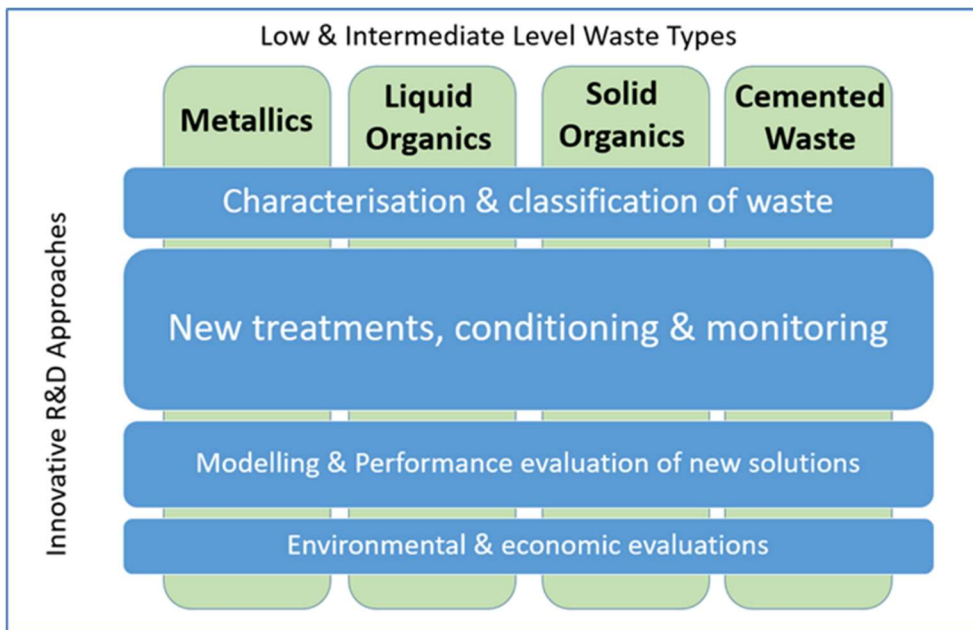 Low & Intermediate Level Waste Types
Metallics
Liquid
Organics
Solid
Organics
Cemented
Waste
Innovative R&D Approaches
Characterisation & classification of waste
New treatments, conditioning & monitoring
Modelling & Performance evaluation of new solutions
Environmental & economic evaluations